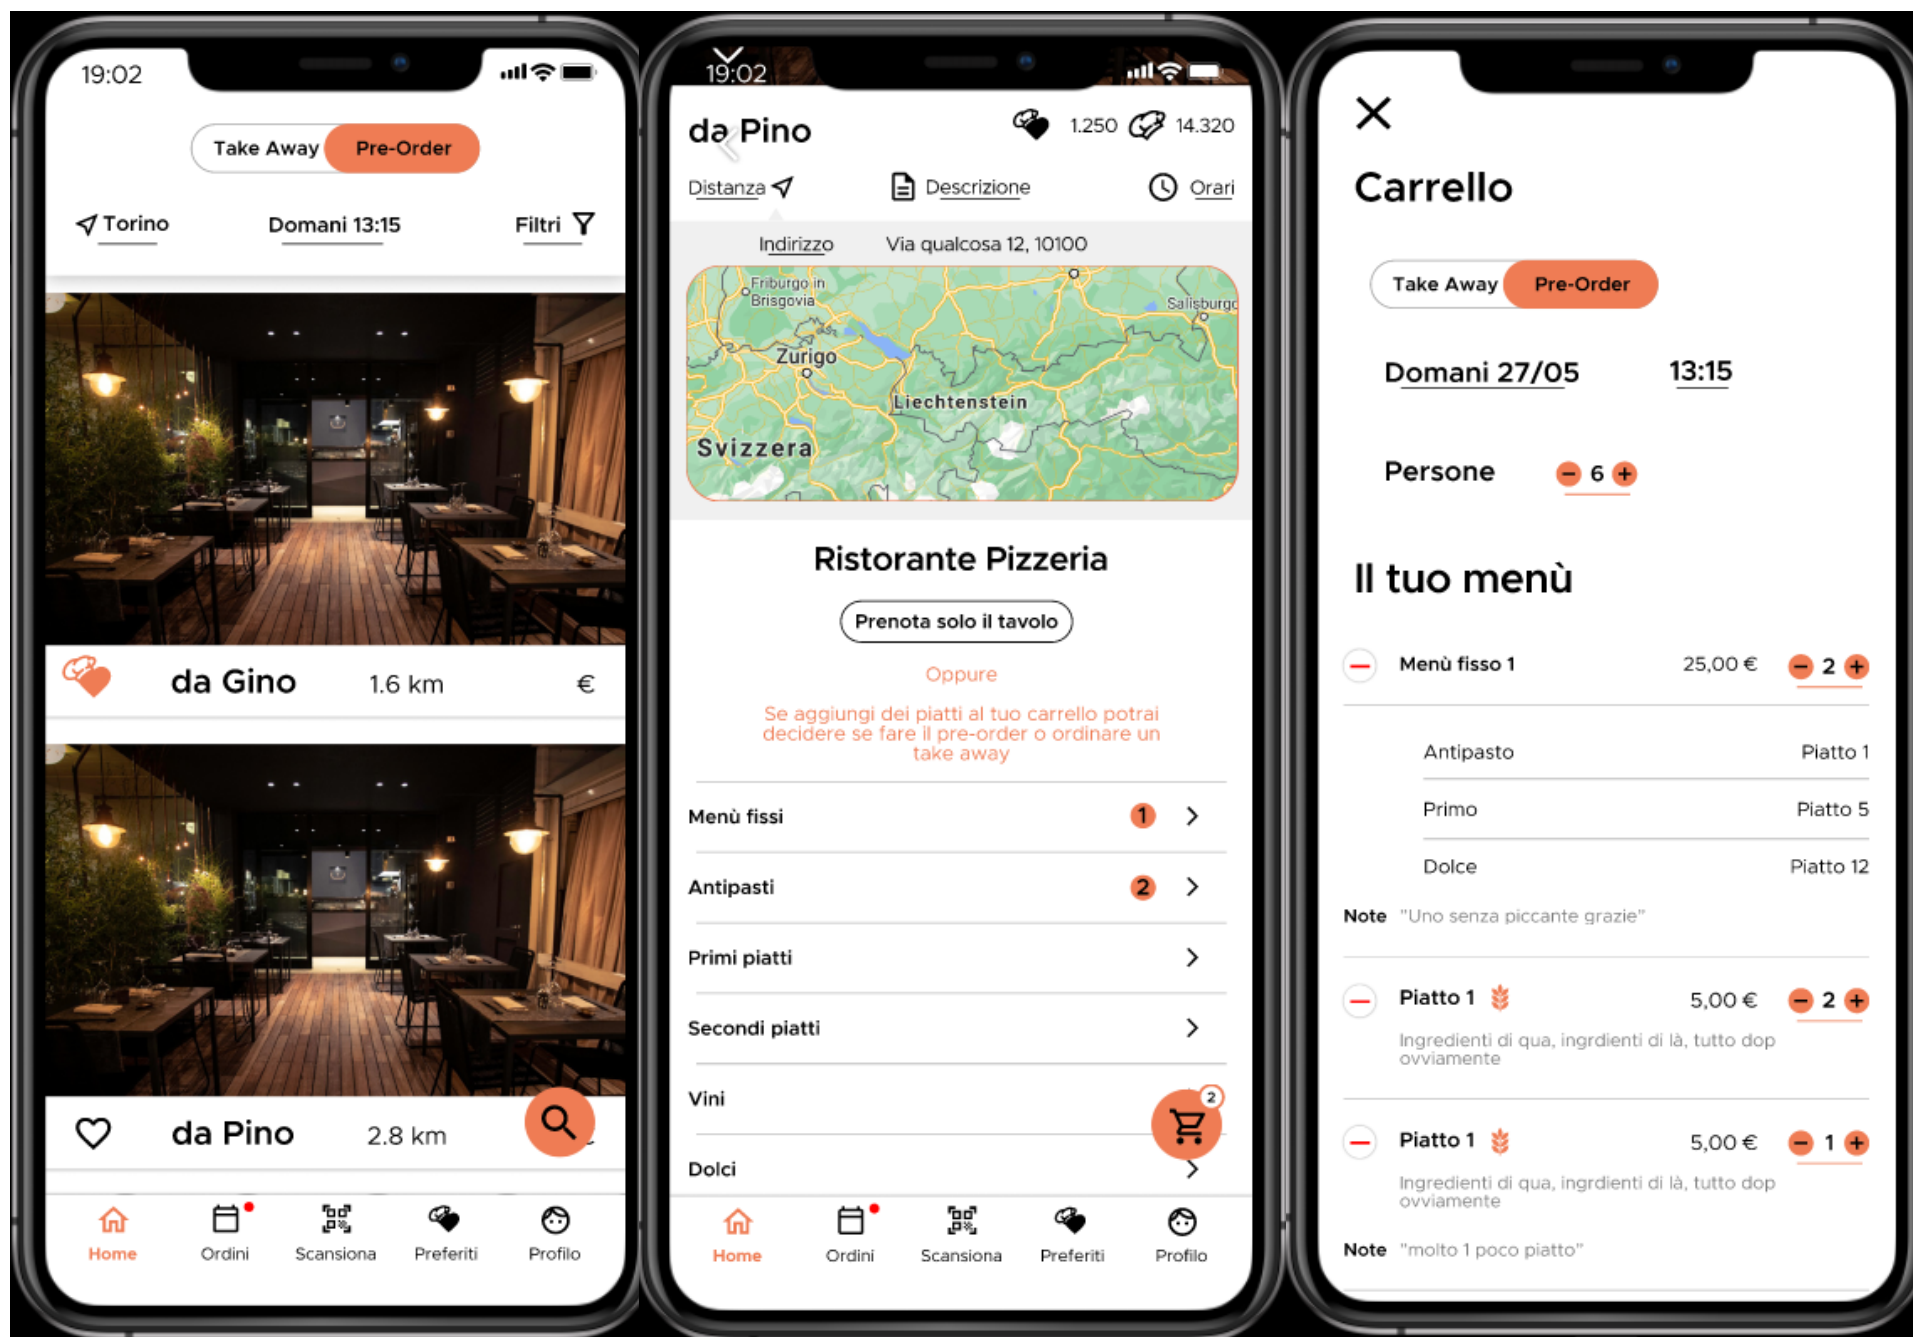 19:02
Take Away Pre-Order
Torino Domani 13:15 Filtri
da Gino 1.6 km €
da Pino 2.8 km
Home Ordini Scansiona Preferiti Profilo
19:02
da Pino 1.250 14.320
Distanza Descrizione Orari
Indirizzo Via qualcosa 12, 10100
Friburgo in
Brisgovia
Salisburgo
Zurigo
Liechtenstein
Svizzera
Ristorante Pizzeria
Prenota solo il tavolo
Oppure
Se aggiungi dei piatti al tuo carrello potrai
decidere se fare il pre-order o ordinare un
take away
Menù fissi 1
Antipasti 2
Primi piatti
Secondi piatti
Vini
2
Dolci
Home Ordini Scansiona Preferiti Profilo
Carrello
Take Away Pre-Order
Domani 27/05 13:15
Persone 6
Il tuo menù
Menù fisso 1 25,00 € 2
Antipasto Piatto 1
Primo Piatto 5
Dolce Piatto 12
Note "Uno senza piccante grazie"
Piatto 1 5,00 € 2
Ingredienti di qua, ingrdienti di là, tutto dop
ovviamente
Piatto 1 5,00 € 1
Ingredienti di qua, ingrdienti di là, tutto dop
ovviamente
Note "molto 1 poco piatto"